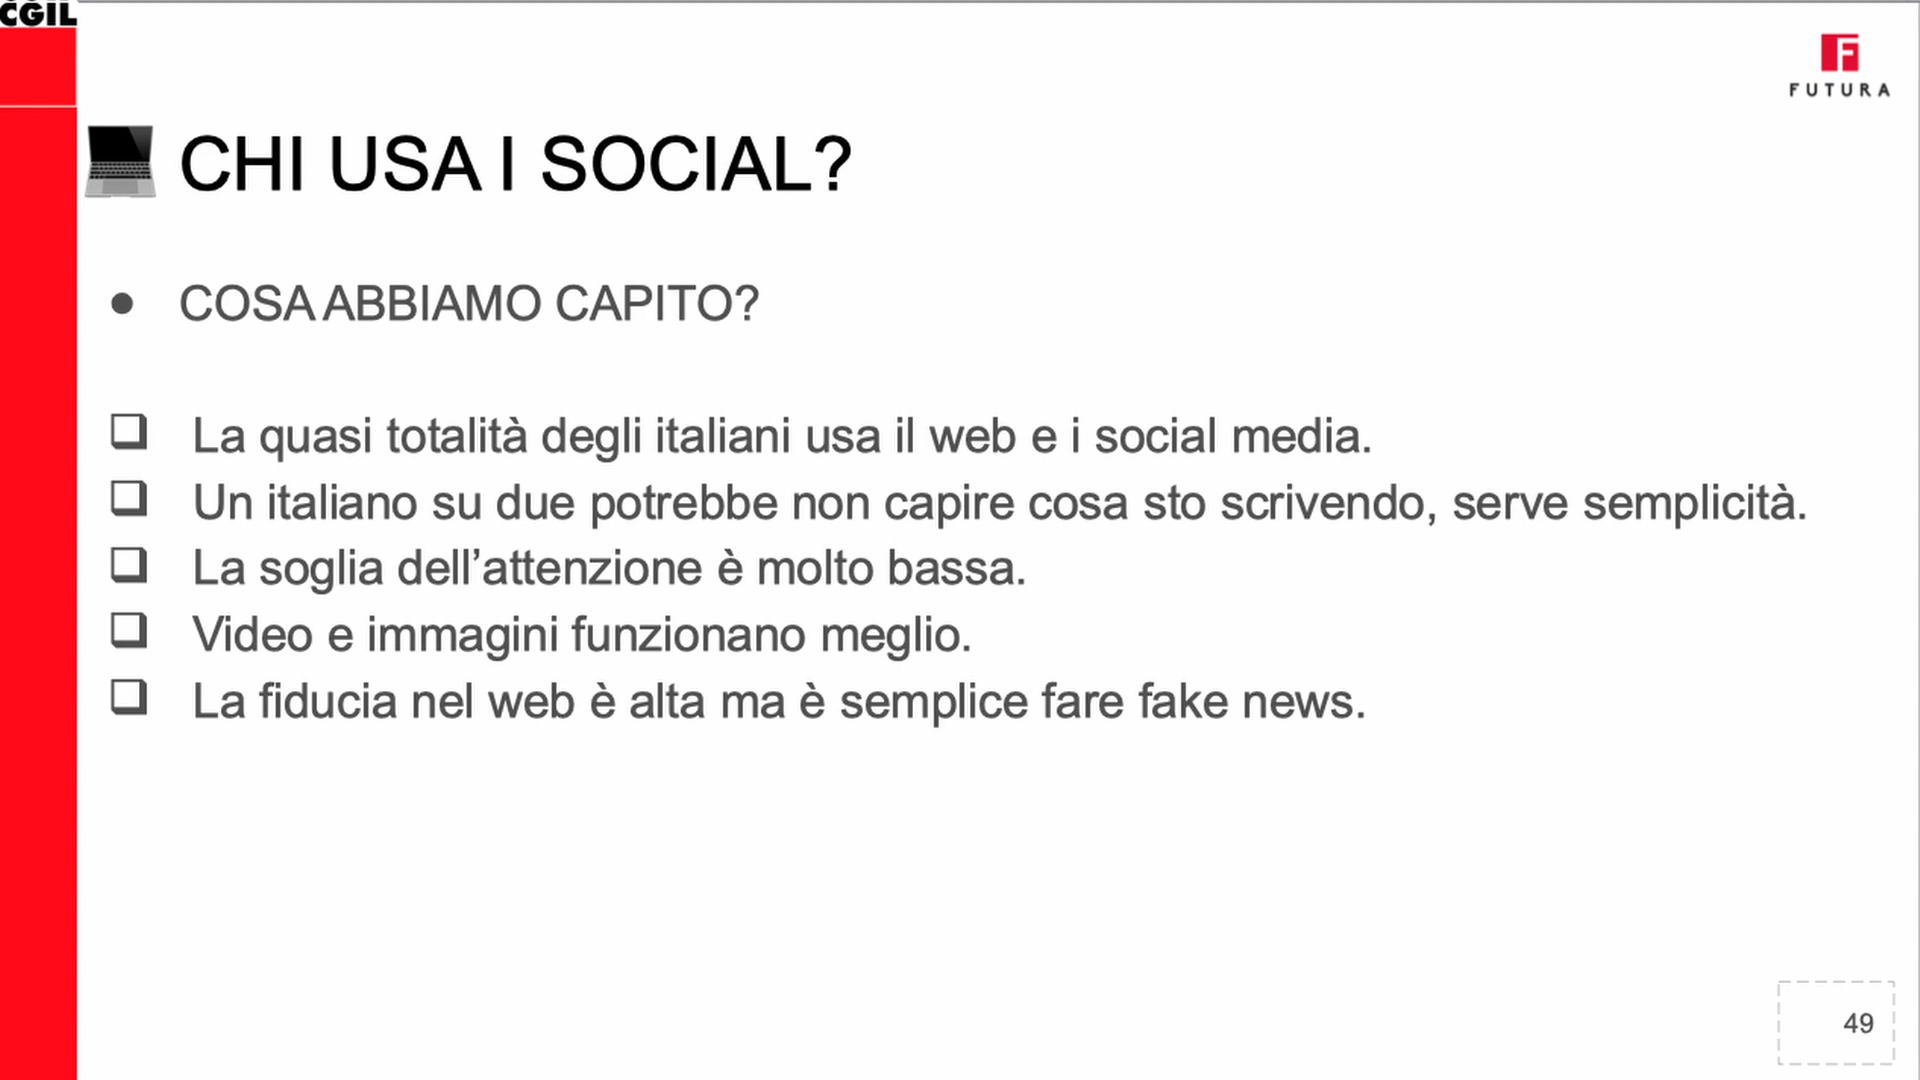 CGIL
FUTURA
CHI USA I SOCIAL?
● COSA ABBIAMO CAPITO?
❑ La quasi totalità degli italiani usa il web e i social media.
❑ Un italiano su due potrebbe non capire cosa sto scrivendo, serve semplicità.
❑ La soglia dell’attenzione è molto bassa.
❑ Video e immagini funzionano meglio.
❑ La fiducia nel web è alta ma è semplice fare fake news.
49